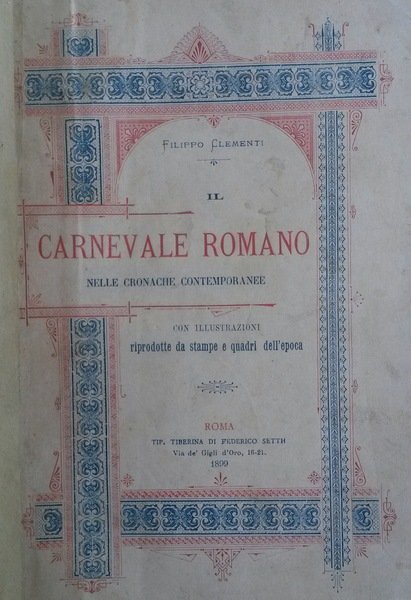 FILIPPO CLEMENTI
IL
CARNEVALE ROMANO
NELLE CRONACHE CONTEMPORANEE
CON ILLUSTRAZIONI
riprodotte da stampe e quadri dell'epoca
ROMA
TIP. TIBERINA DI FEDERICO SETTH
Via de' Gigli d'Oro, 16-21.
1899